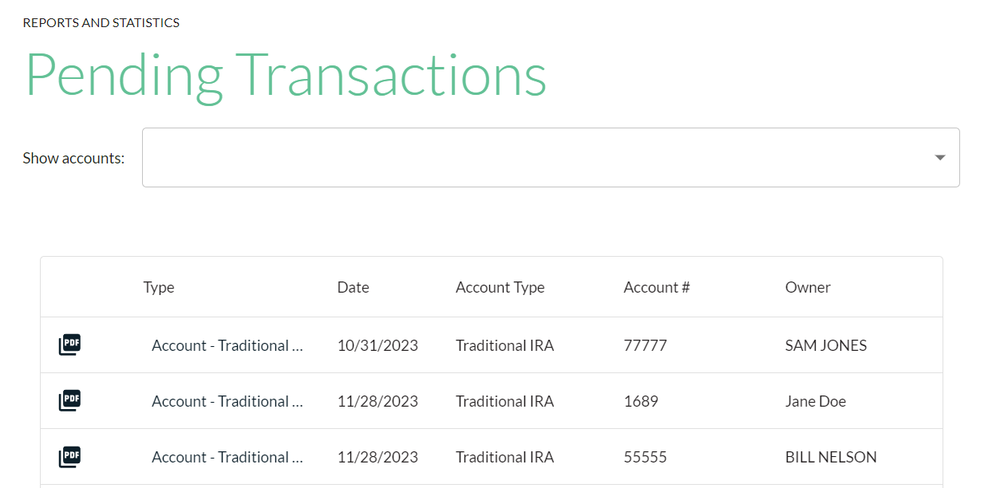 REPORTS AND STATISTICS
Pending Transactions
Show accounts:
Type Date Account Type Account # Owner
PDF Account - Traditional ... 10/31/2023 Traditional IRA 77777 SAM JONES
PDF Account - Traditional ... 11/28/2023 Traditional IRA 1689 Jane Doe
PDF Account - Traditional ... 11/28/2023 Traditional IRA 55555 BILL NELSON